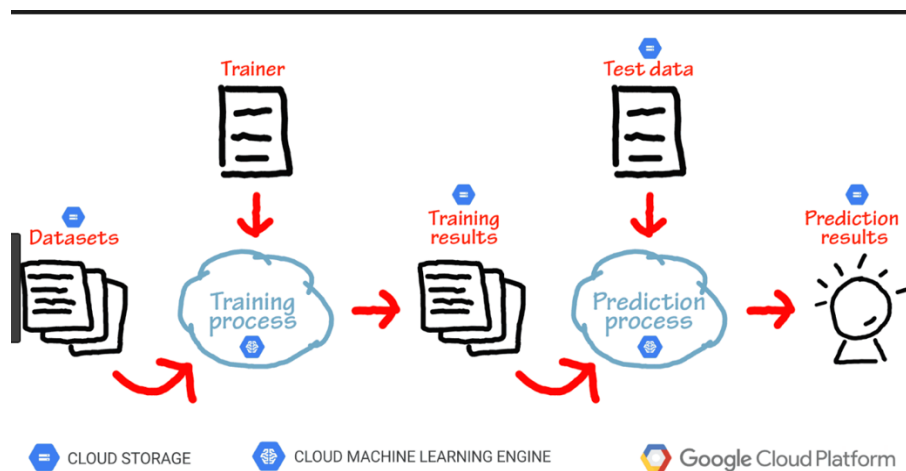 Trainer
Test data
Datasets
Training
results
Prediction
results
Training
process
Prediction
process
CLOUD STORAGE
CLOUD MACHINE LEARNING ENGINE
Google Cloud Platform